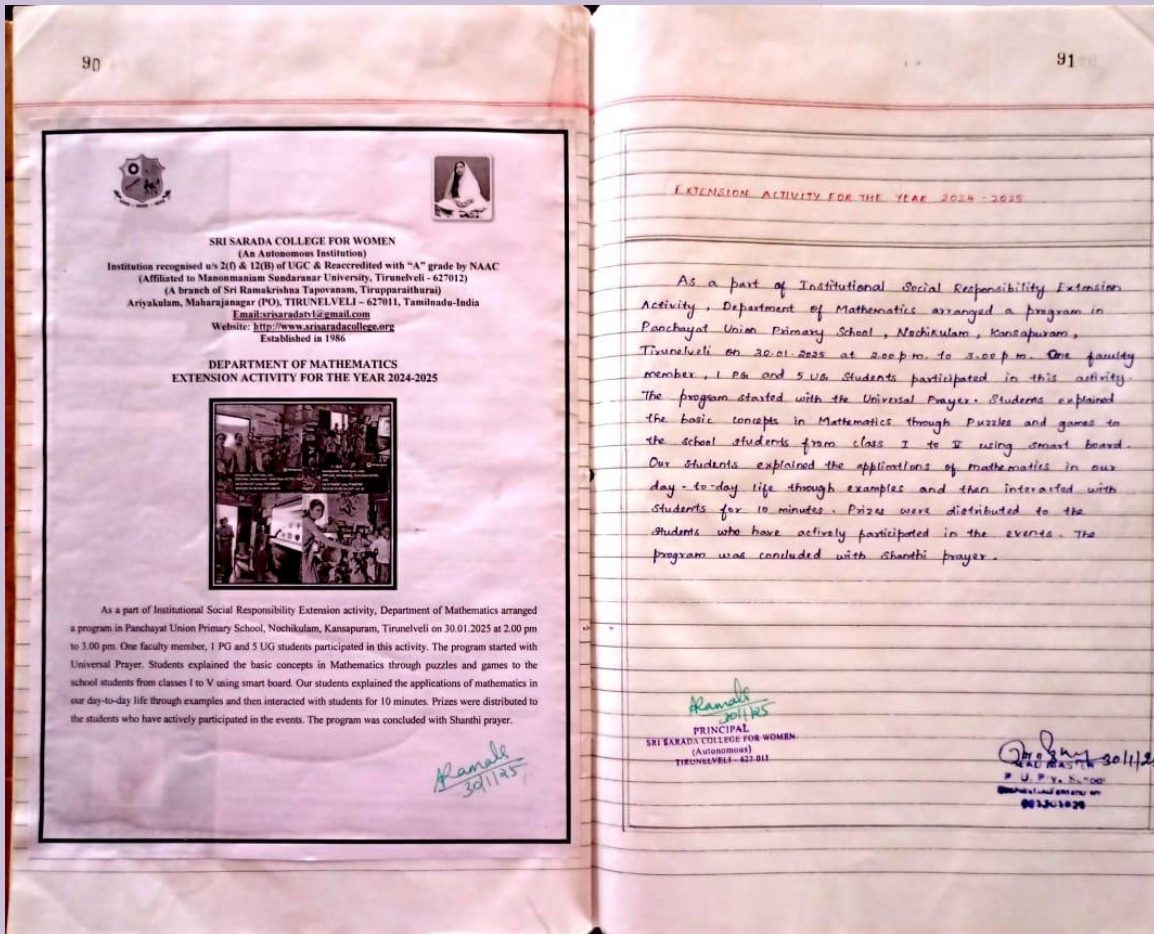 90
SRI SARADA COLLEGE FOR WOMEN
(An Autonomous Institution)
Institution recognised u/s 2(f) & 12(B) of UGC & Reaccredited with “A” grade by NAAC
(Affiliated to Manonmaniam Sundaranar University, Tirunelveli - 627012)
(A branch of Sri Ramakrishna Tapovanam, Tirupparaithurai)
Ariyakulam, Maharajanagar (PO), TIRUNELVELI – 627011, Tamilnadu-India
Email:srisaradatvl@gmail.com
Website: http://www.srisaradacollege.org
Established in 1986
DEPARTMENT OF MATHEMATICS
EXTENSION ACTIVITY FOR THE YEAR 2024-2025
As a part of Institutional Social Responsibility Extension activity, Department of Mathematics arranged
a program in Panchayat Union Primary School, Nochikulam, Kansapuram, Tirunelveli on 30.01.2025 at 2.00 pm
to 3.00 pm. One faculty member, 1 PG and 5 UG students participated in this activity. The program started with
Universal Prayer. Students explained the basic concepts in Mathematics through puzzles and games to the
school students from classes I to V using smart board. Our students explained the applications of mathematics in
our day-to-day life through examples and then interacted with students for 10 minutes. Prizes were distributed to
the students who have actively participated in the events. The program was concluded with Shanthi prayer.
30/1/25
91
EXTENSION ACTIVITY FOR THE YEAR 2024 - 2025
As a part of Institutional Social Responsibility Extension
Activity, Department of Mathematics arranged a program in
Panchayat Union Primary School, Nochikulam, Kansapuram,
Tirunelveli on 30.01.2025 at 2.00 p.m. to 3.00 p.m. One faculty
member, 1 PG and 5 UG Students participated in this activity.
The program started with the Universal Prayer. Students explained
the basic concepts in Mathematics through Puzzles and games to
the school students from class I to V using smart board.
Our students explained the applications of mathematics in our
day-to-day life through examples and then interacted with
students for 10 minutes. Prizes were distributed to the
students who have actively participated in the events. The
program was concluded with Shanthi prayer.
30/1/25
PRINCIPAL
SRI SARADA COLLEGE FOR WOMEN
(Autonomous)
TIRUNELVELI - 627 011
30/1/25